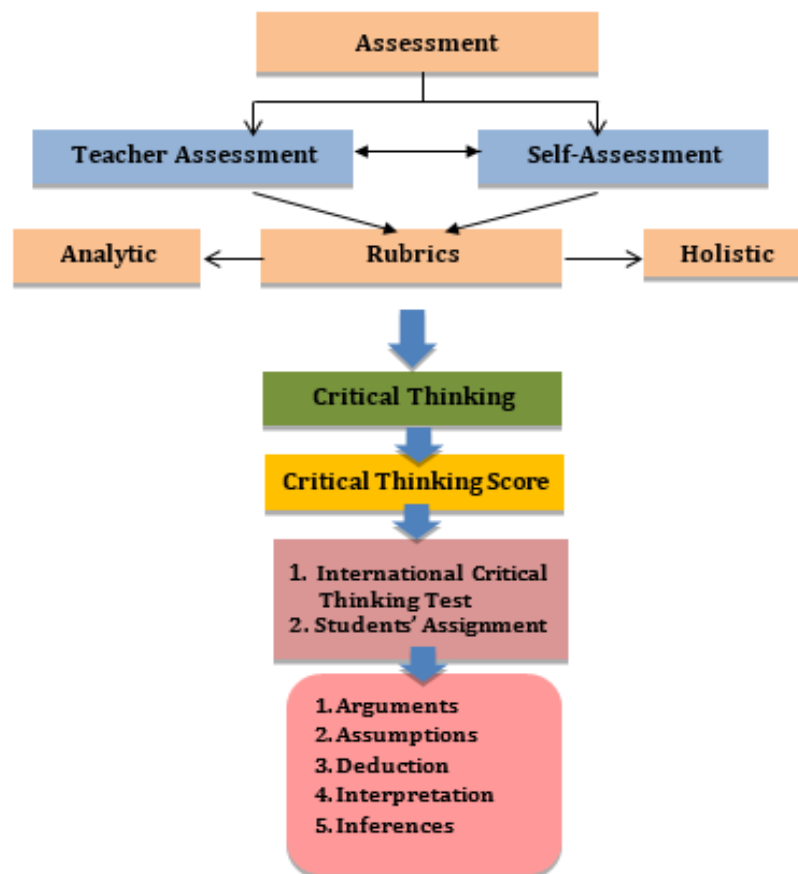 Assessment
Teacher Assessment
Self-Assessment
Analytic
Rubrics
Holistic
Critical Thinking
Critical Thinking Score
1. International Critical
Thinking Test
2. Students’ Assignment
1. Arguments
2. Assumptions
3. Deduction
4. Interpretation
5. Inferences